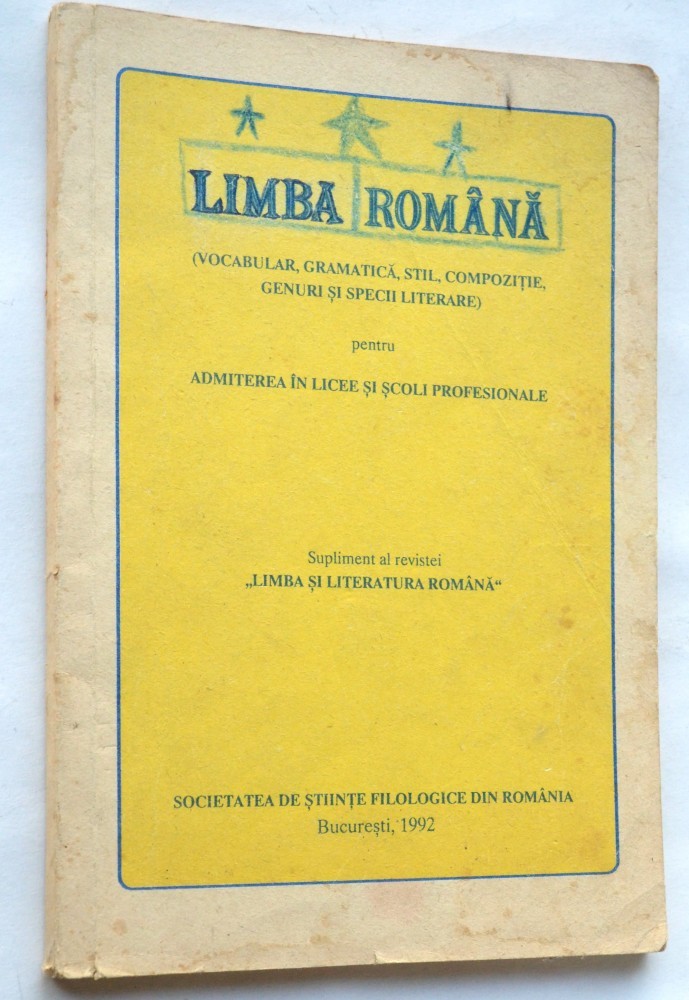 LIMBA ROMÂNĂ
(VOCABULAR, GRAMATICĂ, STIL, COMPOZIȚIE,
GENURI ȘI SPECII LITERARE)
pentru
ADMITEREA ÎN LICEE ȘI ȘCOLI PROFESIONALE
Supliment al revistei
„LIMBA ȘI LITERATURA ROMÂNĂ“
SOCIETATEA DE ȘTIINȚE FILOLOGICE DIN ROMÂNIA
București, 1992